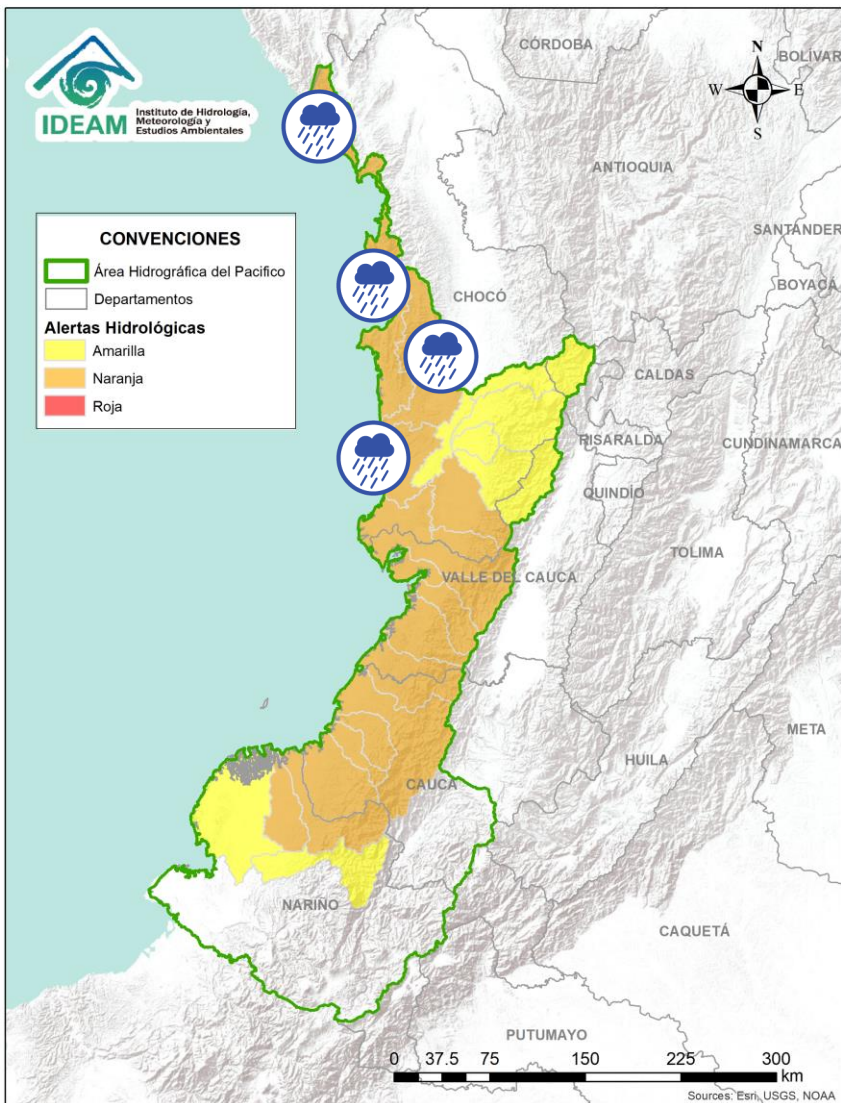 IDEAM
Instituto de Hidrología,
Meteorología y
Estudios Ambientales
CONVENCIONES
Área Hidrográfica del Pacifico
Departamentos
Alertas Hidrológicas
Amarilla
Naranja
Roja
N
W
E
S
CÓRDOBA
BOLÍVAR
ANTIOQUIA
SANTANDER
BOYACÁ
CHOCÓ
CALDAS
RISARALDA
CUNDINAMARCA
QUINDÍO
TOLIMA
VALLE DEL CAUCA
META
HUILA
CAUCA
NARIÑO
CAQUETÁ
PUTUMAYO
0 37.5 75 150 225 300
km
Sources: Esri, USGS, NOAA